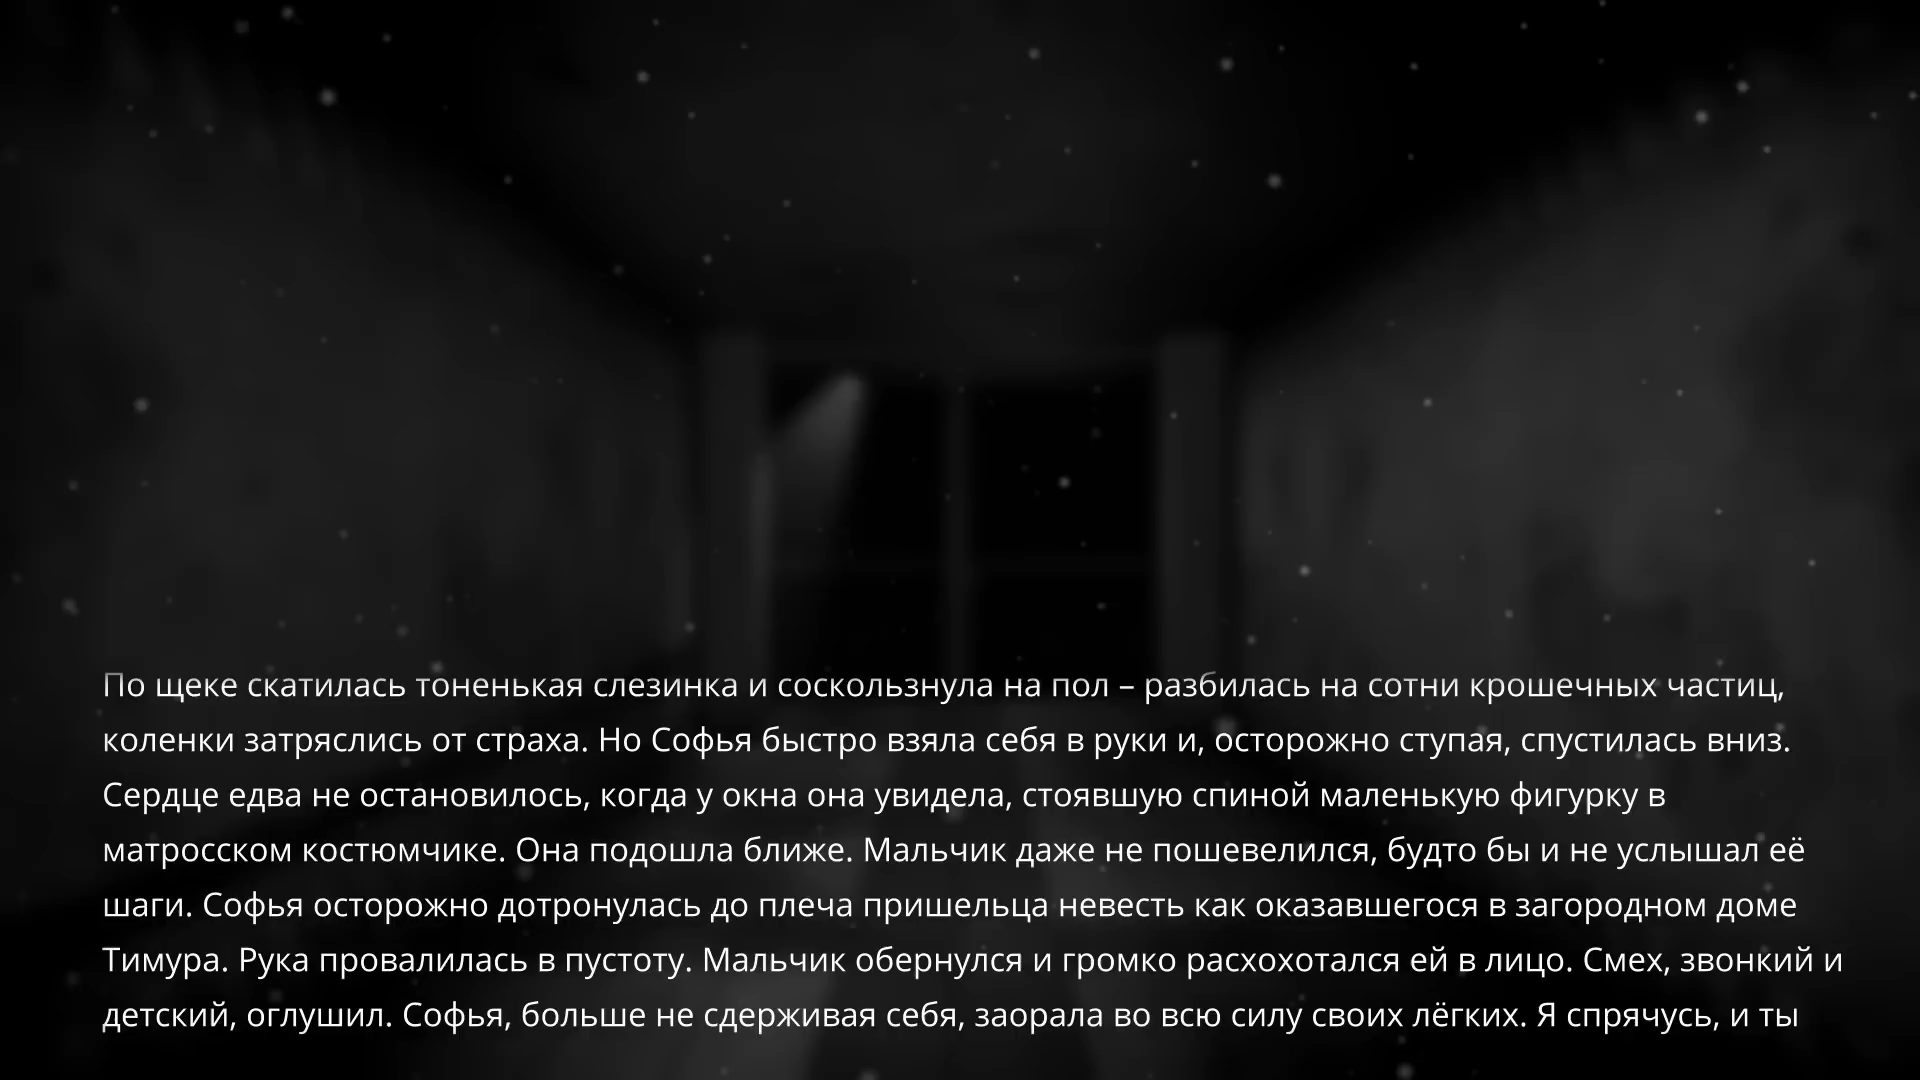 По щеке скатилась тоненькая слезинка и соскользнула на пол – разбилась на сотни крошечных частиц,
коленки затряслись от страха. Но Софья быстро взяла себя в руки и, осторожно ступая, спустилась вниз.
Сердце едва не остановилось, когда у окна она увидела, стоявшую спиной маленькую фигурку в
матросском костюмчике. Она подошла ближе. Мальчик даже не пошевелился, будто бы и не услышал её
шаги. Софья осторожно дотронулась до плеча пришельца невесть как оказавшегося в загородном доме
Тимура. Рука провалилась в пустоту. Мальчик обернулся и громко расхохотался ей в лицо. Смех, звонкий и
детский, оглушил. Софья, больше не сдерживая себя, заорала во всю силу своих лёгких. Я спрячусь, и ты